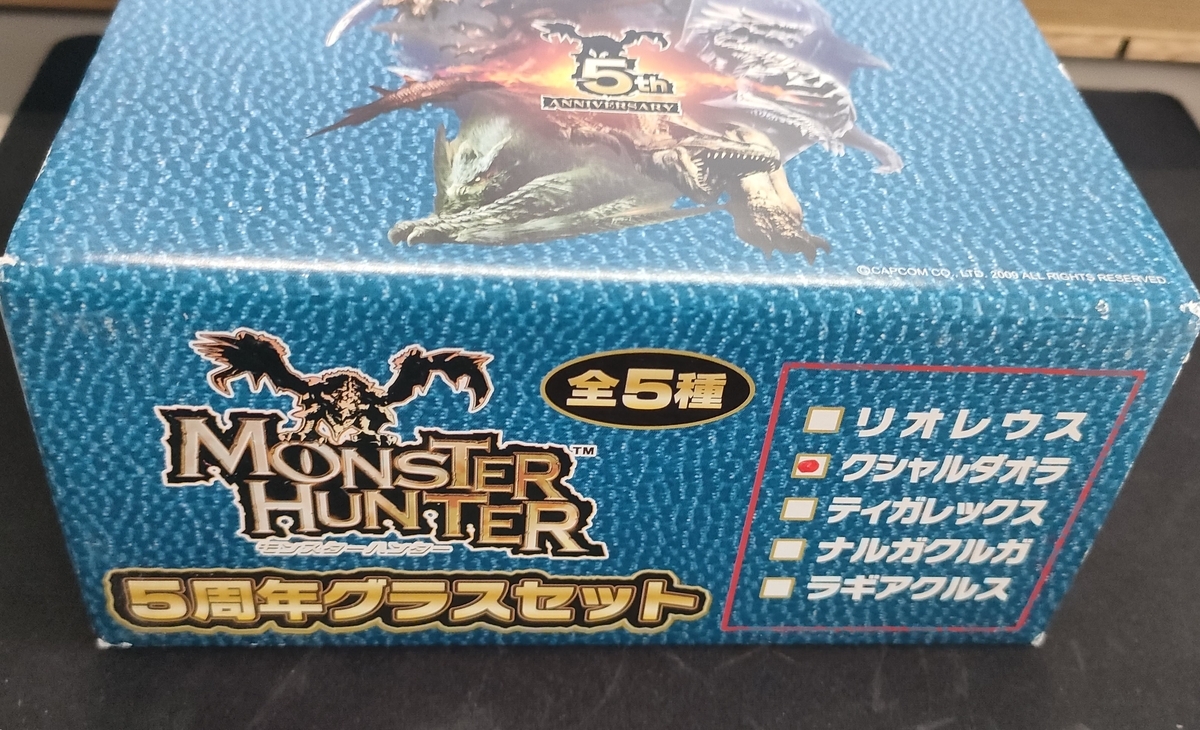 5th
ANNIVERSARY
©CAPCOM CO., LTD. 2009 ALL RIGHTS RESERVED.
MONSTER HUNTER™
モンスターハンター
5周年グラスセット
全5種
リオレウス
クシャルダオラ
ティガレックス
ナルガクルガ
ラギアクルス